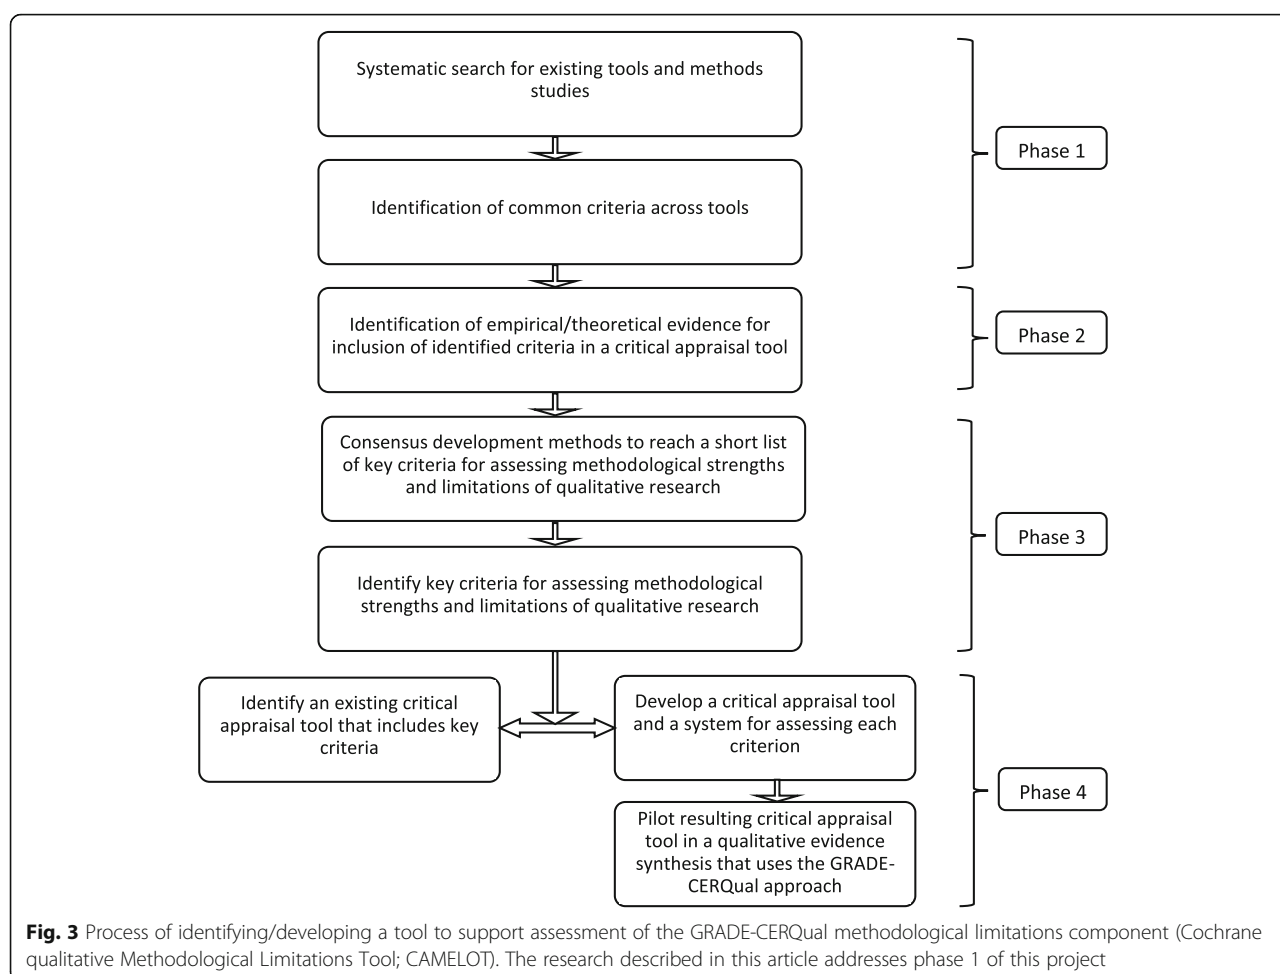 Systematic search for existing tools and methods
studies
Phase 1
Identification of common criteria across tools
Identification of empirical/theoretical evidence for
inclusion of identified criteria in a critical appraisal tool
Phase 2
Consensus development methods to reach a short list
of key criteria for assessing methodological strengths
and limitations of qualitative research
Phase 3
Identify key criteria for assessing methodological
strengths and limitations of qualitative research
Identify an existing critical
appraisal tool that includes key
criteria
Develop a critical appraisal tool
and a system for assessing each
criterion
Phase 4
Pilot resulting critical appraisal
tool in a qualitative evidence
synthesis that uses the GRADE-
CERQual approach
Fig. 3 Process of identifying/developing a tool to support assessment of the GRADE-CERQual methodological limitations component (Cochrane
qualitative Methodological Limitations Tool; CAMELOT). The research described in this article addresses phase 1 of this project